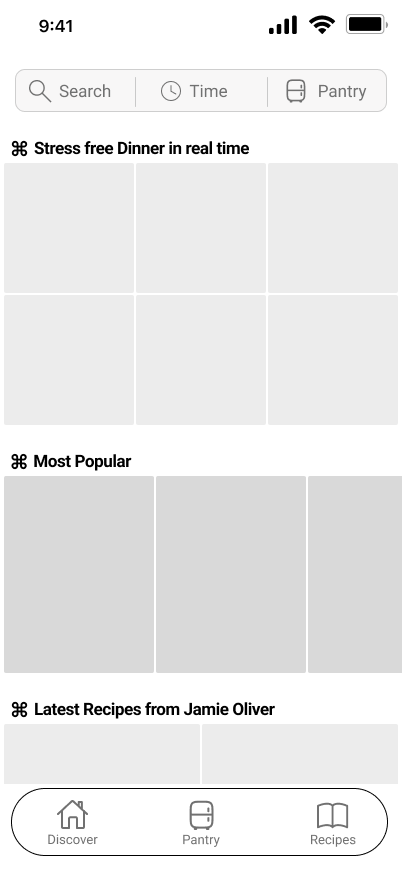 9:41
Search Time Pantry
⌘ Stress free Dinner in real time
⌘ Most Popular
⌘ Latest Recipes from Jamie Oliver
Discover Pantry Recipes